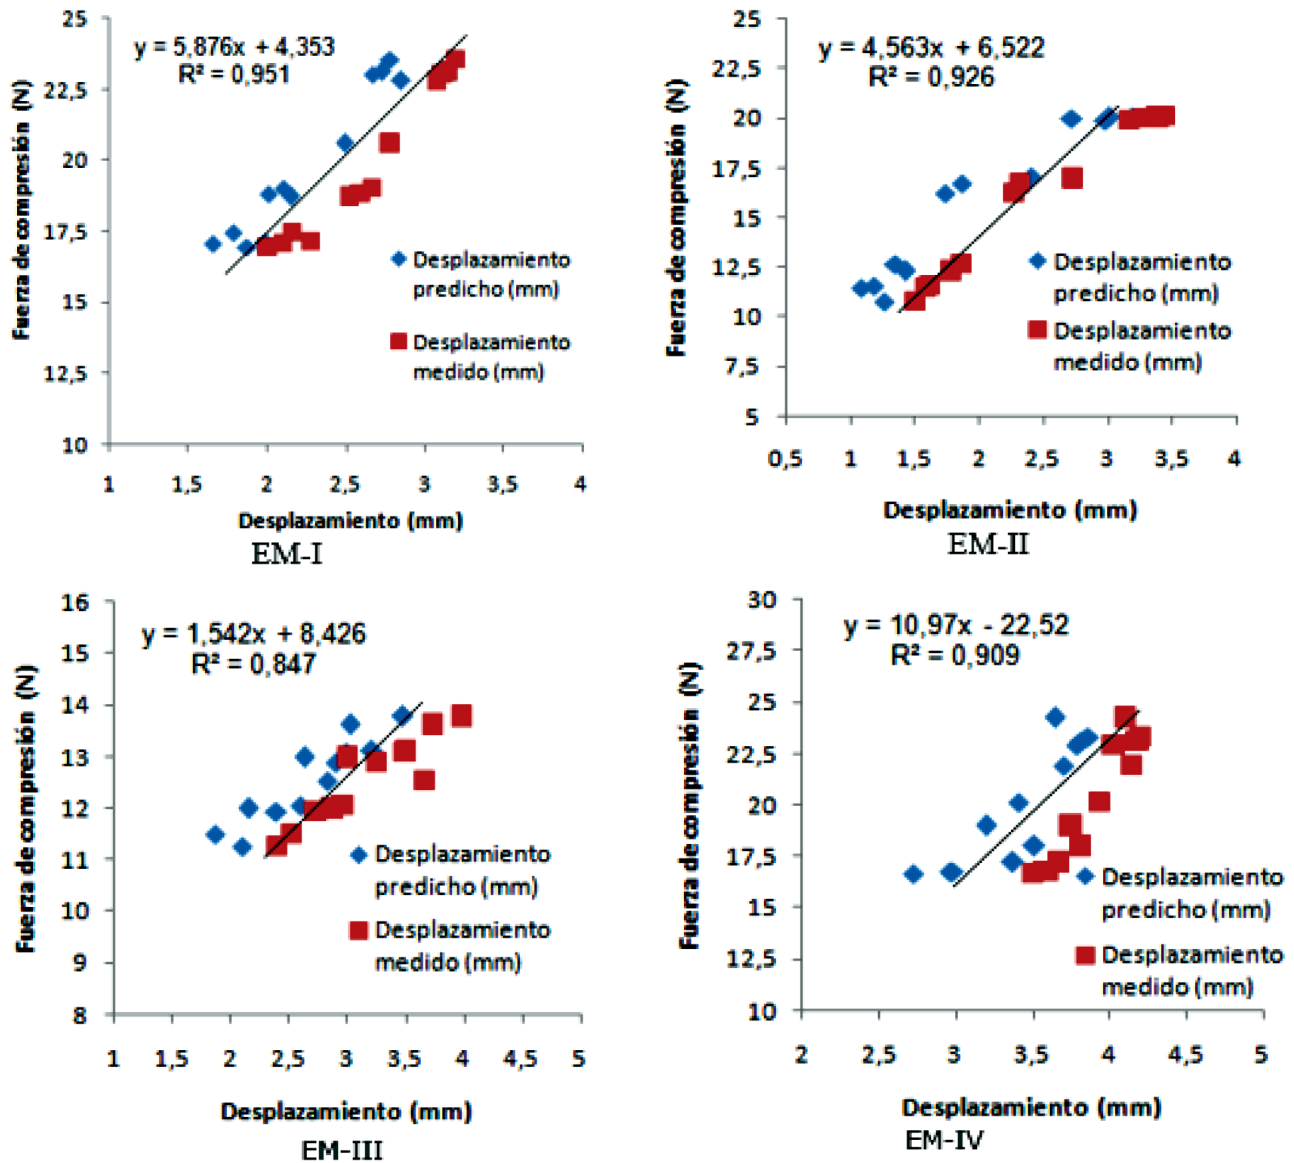 25
22,5
20
17,5
15
12,5
10
Fuerza de compresión (N)
y = 5,876x + 4,353
R² = 0,951
Desplazamiento
predicho (mm)
Desplazamiento
medido (mm)
1 1,5 2 2,5 3 3,5 4
Desplazamiento (mm)
EM-I
25
22,5
20
17,5
15
12,5
10
7,5
5
Fuerza de compresión (N)
y = 4,563x + 6,522
R² = 0,926
Desplazamiento
predicho (mm)
Desplazamiento
medido (mm)
0,5 1 1,5 2 2,5 3 3,5 4
Desplazamiento (mm)
EM-II
16
15
14
13
12
11
10
9
8
Fuerza de compresión (N)
y = 1,542x + 8,426
R² = 0,847
Desplazamiento
predicho (mm)
Desplazamiento
medido (mm)
1 1,5 2 2,5 3 3,5 4 4,5 5
Desplazamiento (mm)
EM-III
30
27,5
25
22,5
20
17,5
15
12,5
10
Fuerza de compresión (N)
y = 10,97x - 22,52
R² = 0,909
Desplazamiento
predicho (mm)
Desplazamiento
medido (mm)
2 2,5 3 3,5 4 4,5 5
Desplazamiento (mm)
EM-IV